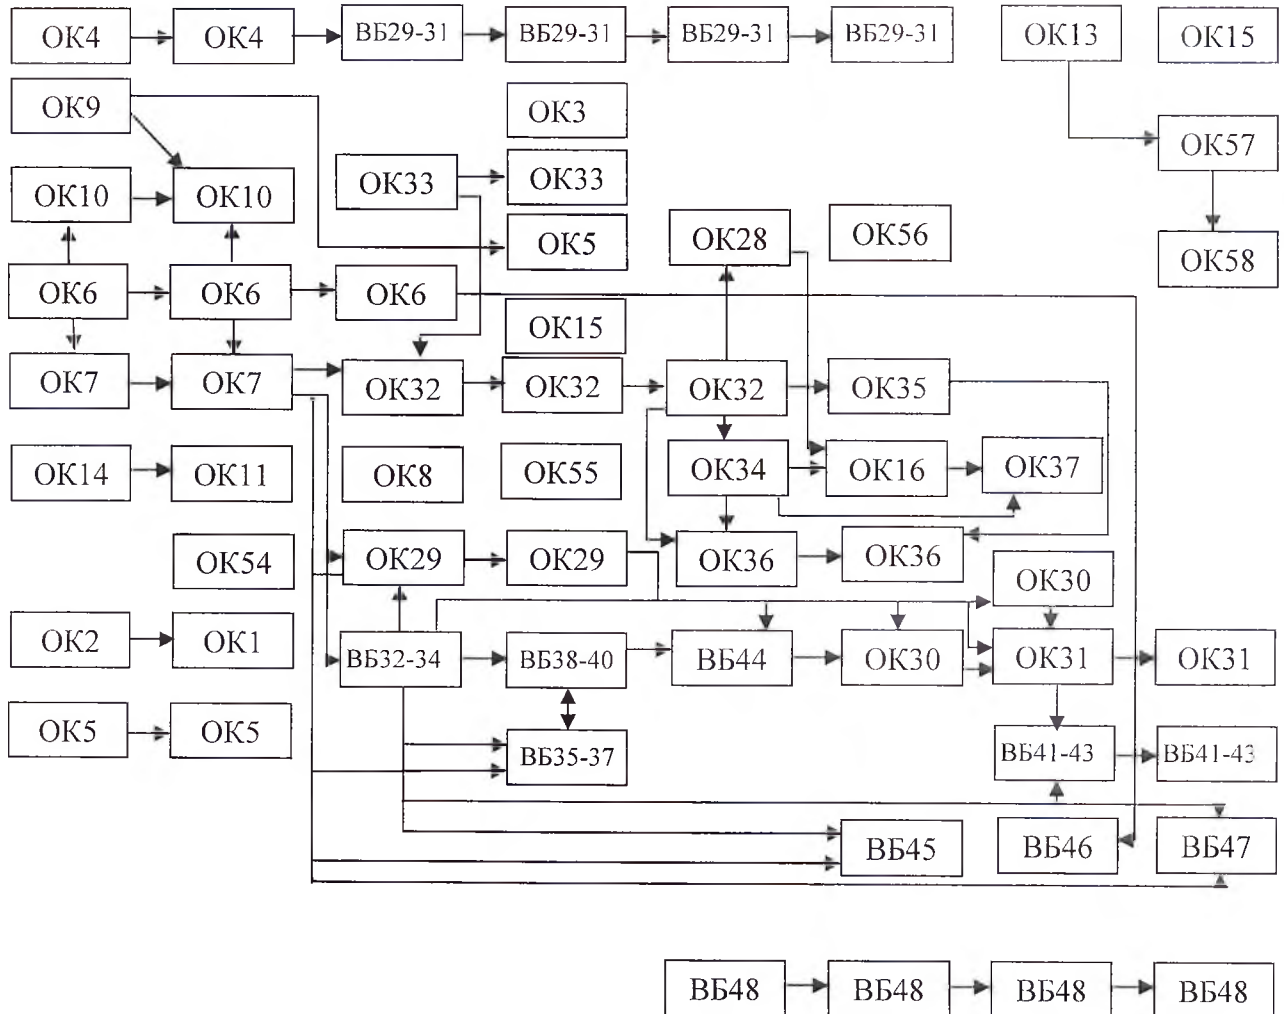 ОК4 ОК4 ВБ29-31 ВБ29-31 ВБ29-31 ВБ29-31 ОК13 ОК15
ОК9 ОК3
ОК57
ОК10 ОК10 ОК33 ОК33
ОК5 ОК28 ОК56
ОК58
ОК6 ОК6 ОК6
ОК15
ОК7 ОК7 ОК32 ОК32 ОК32 ОК35
ОК14 ОК11 ОК8 ОК55 ОК34 ОК16 ОК37
ОК54 ОК29 ОК29 ОК36 ОК36 ОК30
ОК2 ОК1 ВБ32-34 ВБ38-40 ВБ44 ОК30 ОК31 ОК31
ОК5 ОК5 ВБ35-37 ВБ41-43 ВБ41-43
ВБ45 ВБ46 ВБ47
ВБ48 ВБ48 ВБ48 ВБ48